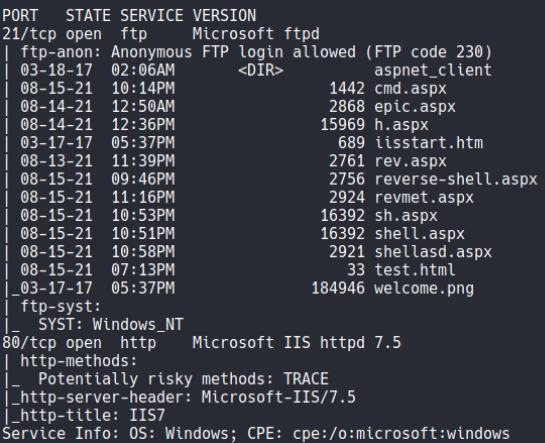 PORT   STATE SERVICE VERSION
21/tcp open  ftp     Microsoft ftpd
| ftp-anon: Anonymous FTP login allowed (FTP code 230)
| 03-18-17  02:06AM       <DIR>          aspnet_client
| 08-15-21  10:14PM                 1442 cmd.aspx
| 08-14-21  12:50AM                 2868 epic.aspx
| 08-14-21  12:36PM                15969 h.aspx
| 03-17-17  05:37PM                  689 iisstart.htm
| 08-13-21  11:39PM                 2761 rev.aspx
| 08-15-21  09:46PM                 2756 reverse-shell.aspx
| 08-15-21  11:16PM                 2924 revmet.aspx
| 08-15-21  10:53PM                16392 sh.aspx
| 08-15-21  10:51PM                16392 shell.aspx
| 08-15-21  10:58PM                 2921 shellasd.aspx
| 08-15-21  07:13PM                   33 test.html
|_03-17-17  05:37PM               184946 welcome.png
| ftp-syst:
|_  SYST: Windows_NT
80/tcp open  http    Microsoft IIS httpd 7.5
| http-methods:
|_  Potentially risky methods: TRACE
|_http-server-header: Microsoft-IIS/7.5
|_http-title: IIS7
Service Info: OS: Windows; CPE: cpe:/o:microsoft:windows